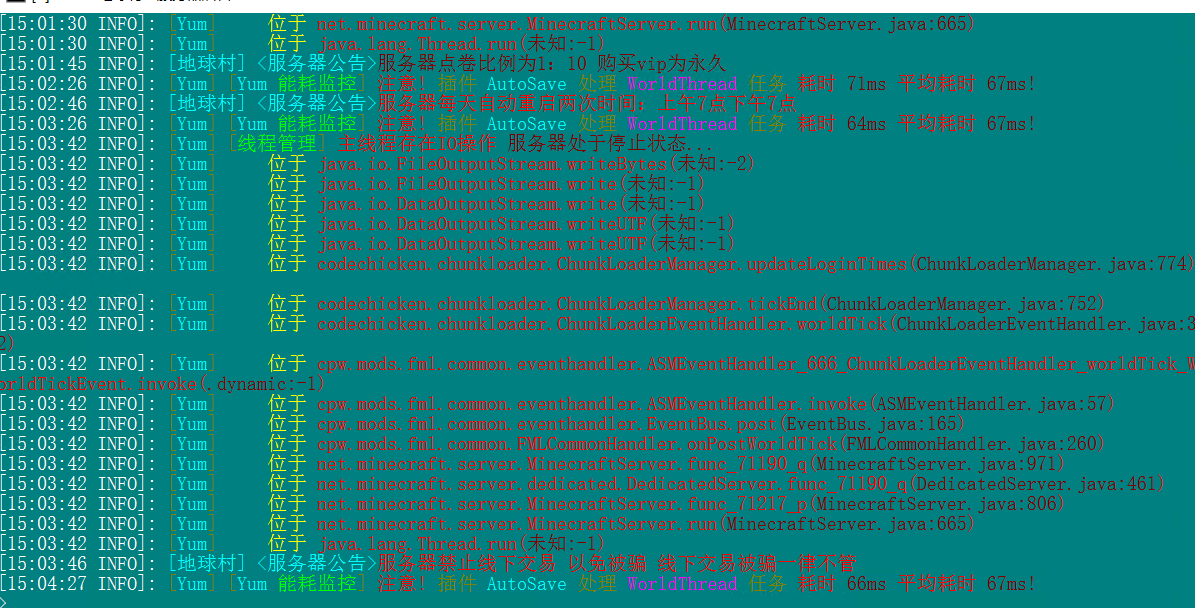 [15:01:30 INFO]: [Yum] 位于 net.minecraft.server.MinecraftServer.run(MinecraftServer.java:665)
[15:01:30 INFO]: [Yum] 位于 java.lang.Thread.run(未知:-1)
[15:01:45 INFO]: [地球村] <服务器公告>服务器点卷比例为1：10 购买vip为永久
[15:02:26 INFO]: [Yum] [Yum 能耗监控] 注意! 插件 AutoSave 处理 WorldThread 任务 耗时 71ms 平均耗时 67ms!
[15:02:46 INFO]: [地球村] <服务器公告>服务器每天自动重启两次时间：上午7点下午7点
[15:03:26 INFO]: [Yum] [Yum 能耗监控] 注意! 插件 AutoSave 处理 WorldThread 任务 耗时 64ms 平均耗时 67ms!
[15:03:42 INFO]: [Yum] [线程管理] 主线程存在IO操作 服务器处于停止状态...
[15:03:42 INFO]: [Yum] 位于 java.io.FileOutputStream.writeBytes(未知:-2)
[15:03:42 INFO]: [Yum] 位于 java.io.FileOutputStream.write(未知:-1)
[15:03:42 INFO]: [Yum] 位于 java.io.DataOutputStream.write(未知:-1)
[15:03:42 INFO]: [Yum] 位于 java.io.DataOutputStream.writeUTF(未知:-1)
[15:03:42 INFO]: [Yum] 位于 java.io.DataOutputStream.writeUTF(未知:-1)
[15:03:42 INFO]: [Yum] 位于 codechicken.chunkloader.ChunkLoaderManager.updateLoginTimes(ChunkLoaderManager.java:774)
[15:03:42 INFO]: [Yum] 位于 codechicken.chunkloader.ChunkLoaderManager.tickEnd(ChunkLoaderManager.java:752)
[15:03:42 INFO]: [Yum] 位于 codechicken.chunkloader.ChunkLoaderEventHandler.worldTick(ChunkLoaderEventHandler.java:3
2)
[15:03:42 INFO]: [Yum] 位于 cpw.mods.fml.common.eventhandler.ASMEventHandler_666_ChunkLoaderEventHandler_worldTick_W
orldTickEvent.invoke(.dynamic:-1)
[15:03:42 INFO]: [Yum] 位于 cpw.mods.fml.common.eventhandler.ASMEventHandler.invoke(ASMEventHandler.java:57)
[15:03:42 INFO]: [Yum] 位于 cpw.mods.fml.common.eventhandler.EventBus.post(EventBus.java:165)
[15:03:42 INFO]: [Yum] 位于 cpw.mods.fml.common.FMLCommonHandler.onPostWorldTick(FMLCommonHandler.java:260)
[15:03:42 INFO]: [Yum] 位于 net.minecraft.server.MinecraftServer.func_71190_q(MinecraftServer.java:971)
[15:03:42 INFO]: [Yum] 位于 net.minecraft.server.dedicated.DedicatedServer.func_71190_q(DedicatedServer.java:461)
[15:03:42 INFO]: [Yum] 位于 net.minecraft.server.MinecraftServer.func_71217_p(MinecraftServer.java:806)
[15:03:42 INFO]: [Yum] 位于 net.minecraft.server.MinecraftServer.run(MinecraftServer.java:665)
[15:03:42 INFO]: [Yum] 位于 java.lang.Thread.run(未知:-1)
[15:03:46 INFO]: [地球村] <服务器公告>服务器禁止线下交易 以免被骗 线下交易被骗一律不管
[15:04:27 INFO]: [Yum] [Yum 能耗监控] 注意! 插件 AutoSave 处理 WorldThread 任务 耗时 66ms 平均耗时 67ms!
>